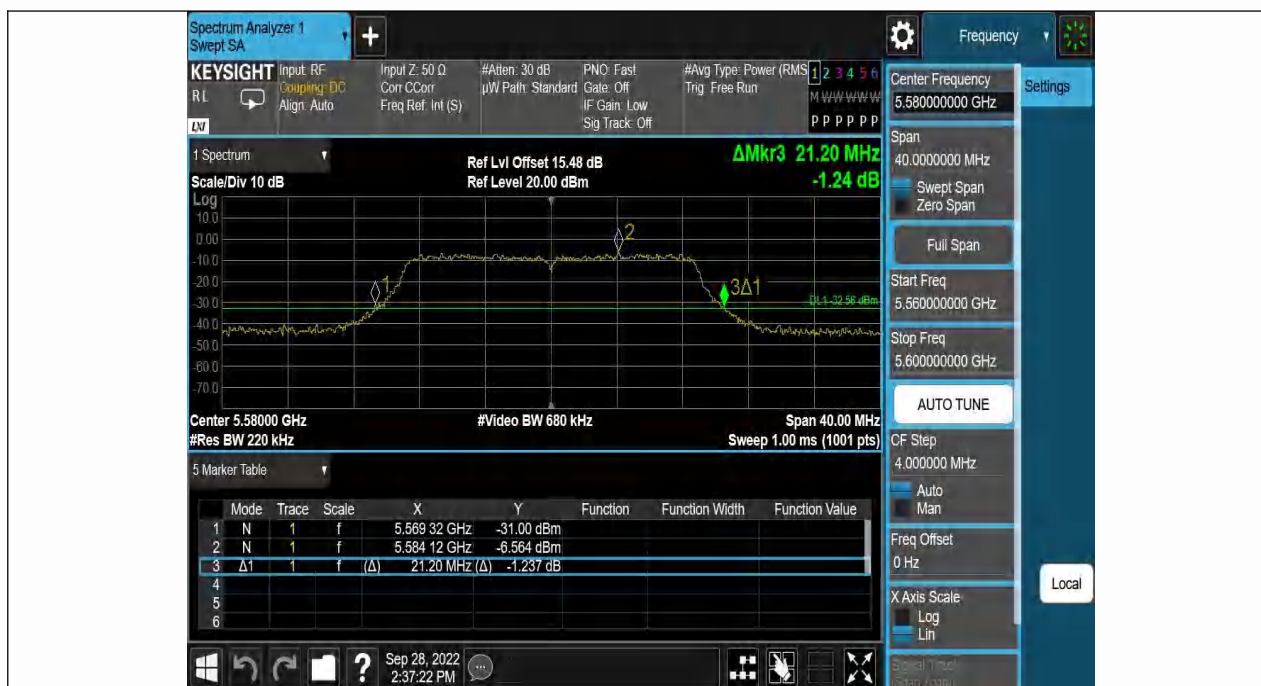 Spectrum Analyzer 1
Swept SA
+
Frequency
KEYSIGHT
RL
LXI
Input: RF
Coupling: DC
Align: Auto
Input Z: 50 Ω
Corr CCorr
Freq Ref: Int (S)
#Atten: 30 dB
µW Path: Standard
PNO: Fast
Gate: Off
IF Gain: Low
Sig Track: Off
#Avg Type: Power (RMS
Trig: Free Run
1 2 3 4 5 6
M W W W W W
P P P P P P
1 Spectrum
Scale/Div 10 dB
Ref Lvl Offset 15.48 dB
Ref Level 20.00 dBm
ΔMkr3 21.20 MHz
-1.24 dB
Log
10.0
0.00
-10.0
-20.0
-30.0
-40.0
-50.0
-60.0
-70.0
1
2
3Δ1
DL1 -32.56 dBm
Center 5.58000 GHz
#Video BW 680 kHz
Span 40.00 MHz
#Res BW 220 kHz
Sweep 1.00 ms (1001 pts)
5 Marker Table
Mode Trace Scale X Y Function Function Width Function Value
1 N 1 f 5.569 32 GHz -31.00 dBm
2 N 1 f 5.584 12 GHz -6.564 dBm
3 Δ1 1 f (Δ) 21.20 MHz (Δ) -1.237 dB
4
5
6
?
Sep 28, 2022
2:37:22 PM
Center Frequency
5.580000000 GHz
Span
40.0000000 MHz
Swept Span
Zero Span
Full Span
Start Freq
5.560000000 GHz
Stop Freq
5.600000000 GHz
AUTO TUNE
CF Step
4.000000 MHz
Auto
Man
Freq Offset
0 Hz
X Axis Scale
Log
Lin
Settings
Local